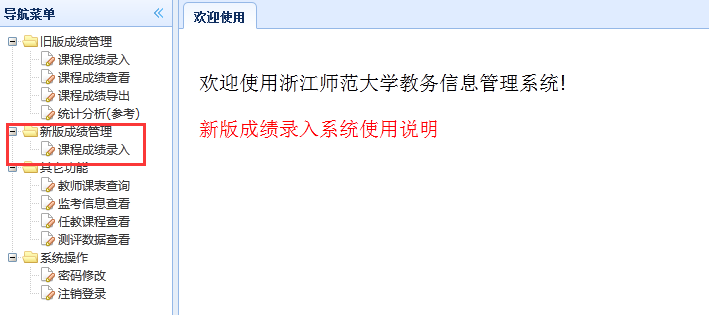 导航菜单
旧版成绩管理
课程成绩录入
课程成绩查看
课程成绩导出
统计分析(参考)
新版成绩管理
课程成绩录入
其它功能
教师课表查询
监考信息查看
任教课程查看
测评数据查看
系统操作
密码修改
注销登录
欢迎使用
欢迎使用浙江师范大学教务信息管理系统!
新版成绩录入系统使用说明